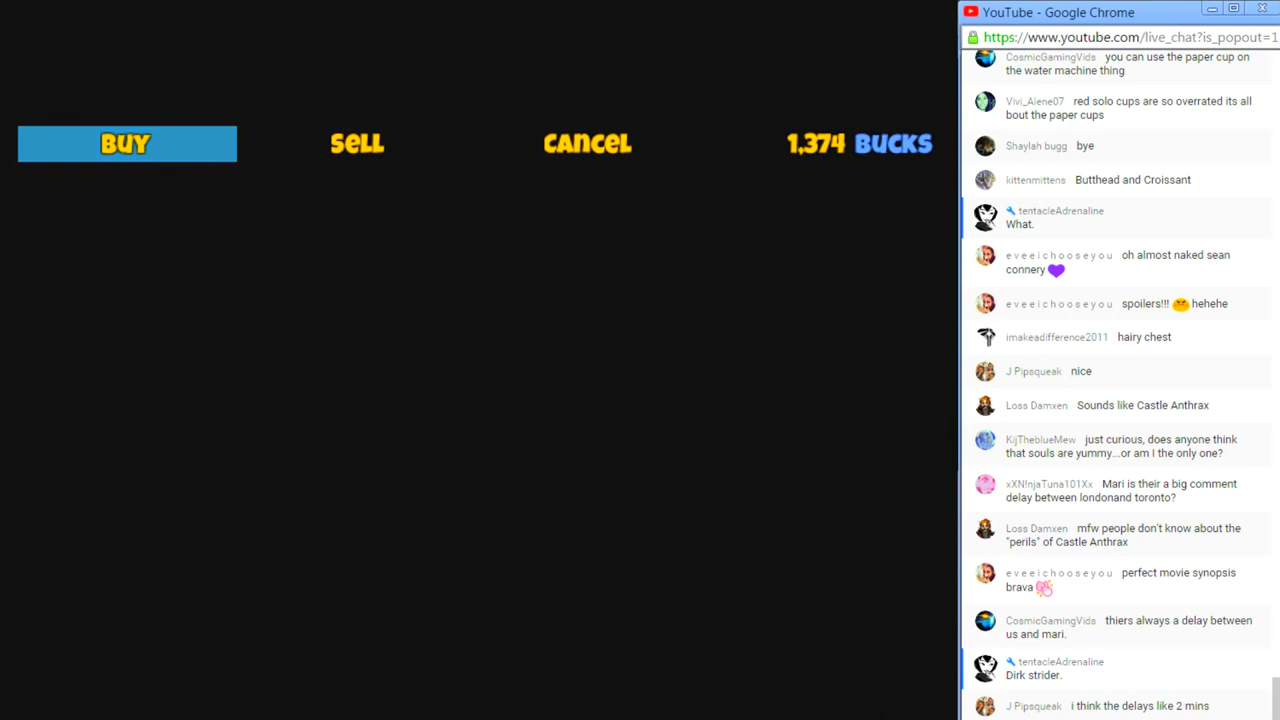 BUY
SELL
CANCEL
1,374 BUCKS
YouTube - Google Chrome
https://www.youtube.com/live_chat?is_popout=1
CosmicGamingVids you can use the paper cup on
the water machine thing
Vivi_Alene07 red solo cups are so overrated its all
bout the paper cups
Shaylah bugg bye
kittenmittens Butthead and Croissant
tentacleAdrenaline
What.
e v e e i c h o o s e y o u oh almost naked sean
connery
e v e e i c h o o s e y o u spoilers!!! hehehe
imakeadifference2011 hairy chest
J Pipsqueak nice
Loss Damxen Sounds like Castle Anthrax
KijTheblueMew just curious, does anyone think
that souls are yummy...or am I the only one?
xXN!njaTuna101Xx Mari is their a big comment
delay between londonand toronto?
Loss Damxen mfw people don't know about the
"perils" of Castle Anthrax
e v e e i c h o o s e y o u perfect movie synopsis
brava
CosmicGamingVids thiers always a delay between
us and mari.
tentacleAdrenaline
Dirk strider.
J Pipsqueak i think the delays like 2 mins